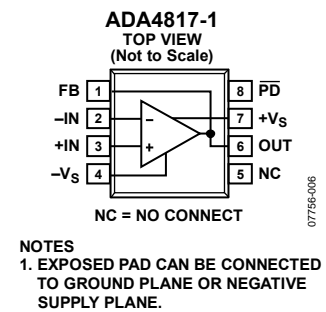 ADA4817-1
TOP VIEW
(Not to Scale)
FB 1
8 PD
–IN 2
7 +VS
+IN 3
6 OUT
–VS 4
5 NC
NC = NO CONNECT
07756-006
NOTES
1. EXPOSED PAD CAN BE CONNECTED
TO GROUND PLANE OR NEGATIVE
SUPPLY PLANE.